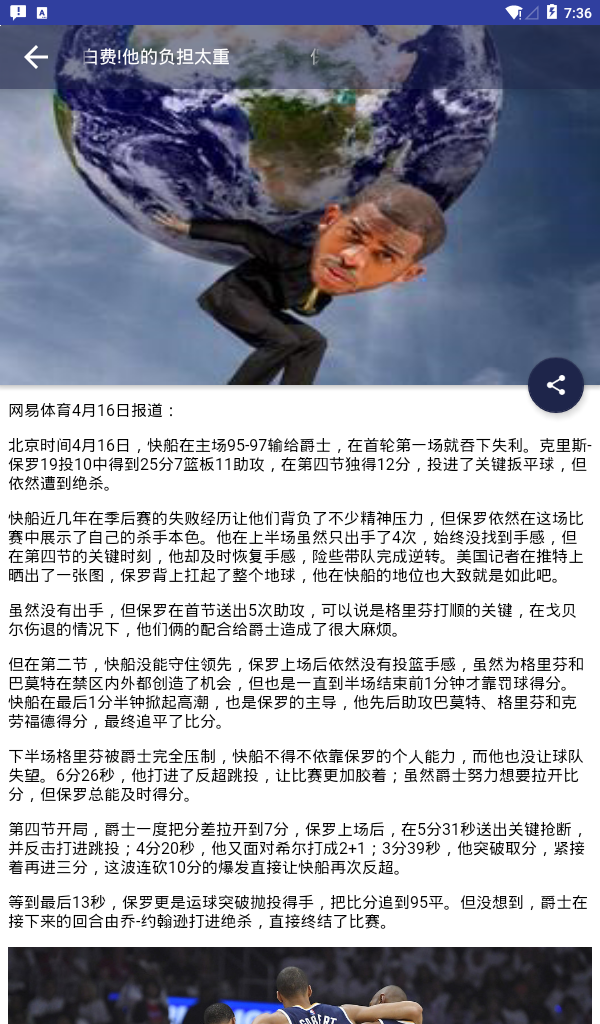 7:36
白费!他的负担太重
网易体育4月16日报道：
北京时间4月16日，快船在主场95-97输给爵士，在首轮第一场就吞下失利。克里斯-
保罗19投10中得到25分7篮板11助攻，在第四节独得12分，投进了关键扳平球，但
依然遭到绝杀。
快船近几年在季后赛的失败经历让他们背负了不少精神压力，但保罗依然在这场比
赛中展示了自己的杀手本色。他在上半场虽然只出手了4次，始终没找到手感，但
在第四节的关键时刻，他却及时恢复手感，险些带队完成逆转。美国记者在推特上
晒出了一张图，保罗背上扛起了整个地球，他在快船的地位也大致就是如此吧。
虽然没有出手，但保罗在首节送出5次助攻，可以说是格里芬打顺的关键，在戈贝
尔伤退的情况下，他们俩的配合给爵士造成了很大麻烦。
但在第二节，快船没能守住领先，保罗上场后依然没有投篮手感，虽然为格里芬和
巴莫特在禁区内外都创造了机会，但也是一直到半场结束前1分钟才靠罚球得分。
快船在最后1分半钟掀起高潮，也是保罗的主导，他先后助攻巴莫特、格里芬和克
劳福德得分，最终追平了比分。
下半场格里芬被爵士完全压制，快船不得不依靠保罗的个人能力，而他也没让球队
失望。6分26秒，他打进了反超跳投，让比赛更加胶着；虽然爵士努力想要拉开比
分，但保罗总能及时得分。
第四节开局，爵士一度把分差拉开到7分，保罗上场后，在5分31秒送出关键抢断，
并反击打进跳投；4分20秒，他又面对希尔打成2+1；3分39秒，他突破取分，紧接
着再进三分，这波连砍10分的爆发直接让快船再次反超。
等到最后13秒，保罗更是运球突破抛投得手，把比分追到95平。但没想到，爵士在
接下来的回合由乔-约翰逊打进绝杀，直接终结了比赛。
GOBERT